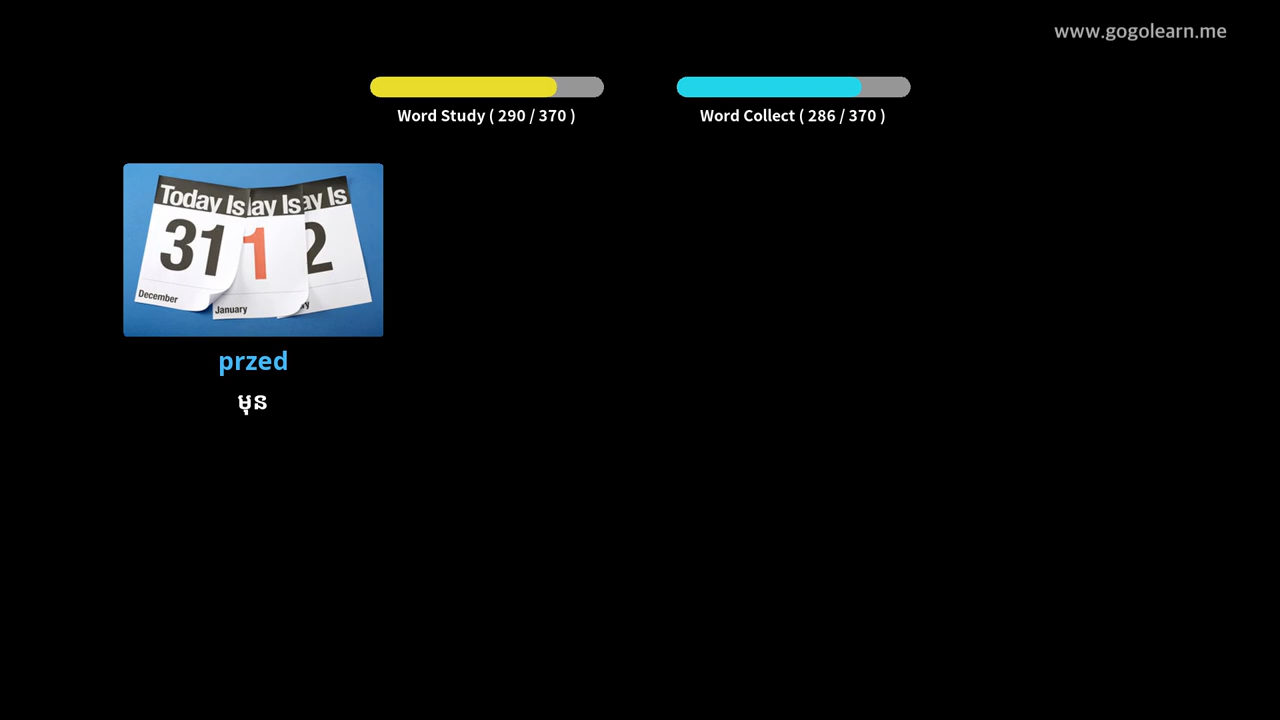 www.gogolearn.me
Word Study ( 290 / 370 )
Word Collect ( 286 / 370 )
Today Is
ay Is
ay Is
31
1
2
December
January
ry
przed
មុន